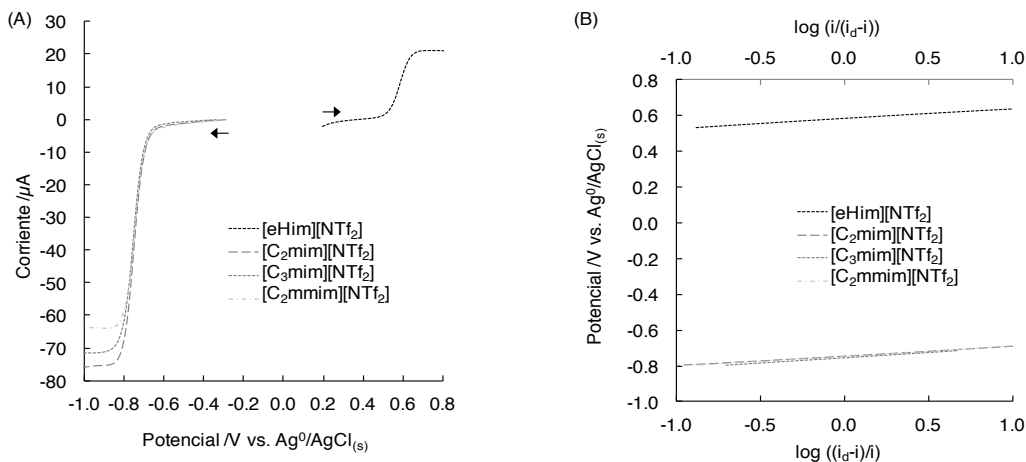 (A)
30
20
10
0
-10
-20
-30
-40
-50
-60
-70
-80
Corriente /µA
[eHim][NTf₂]
[C₂mim][NTf₂]
[C₃mim][NTf₂]
[C₂mmim][NTf₂]
-1.0 -0.8 -0.6 -0.4 -0.2 0.0 0.2 0.4 0.6 0.8
Potencial /V vs. Ag⁰/AgCl₍s₎
(B)
log (i/(i_d-i))
-1.0 -0.5 0.0 0.5 1.0
0.8
0.6
0.4
0.2
0.0
-0.2
-0.4
-0.6
-0.8
-1.0
Potencial /V vs. Ag⁰/AgCl₍s₎
[eHim][NTf₂]
[C₂mim][NTf₂]
[C₃mim][NTf₂]
[C₂mmim][NTf₂]
-1.0 -0.5 0.0 0.5 1.0
log ((i_d-i)/i)